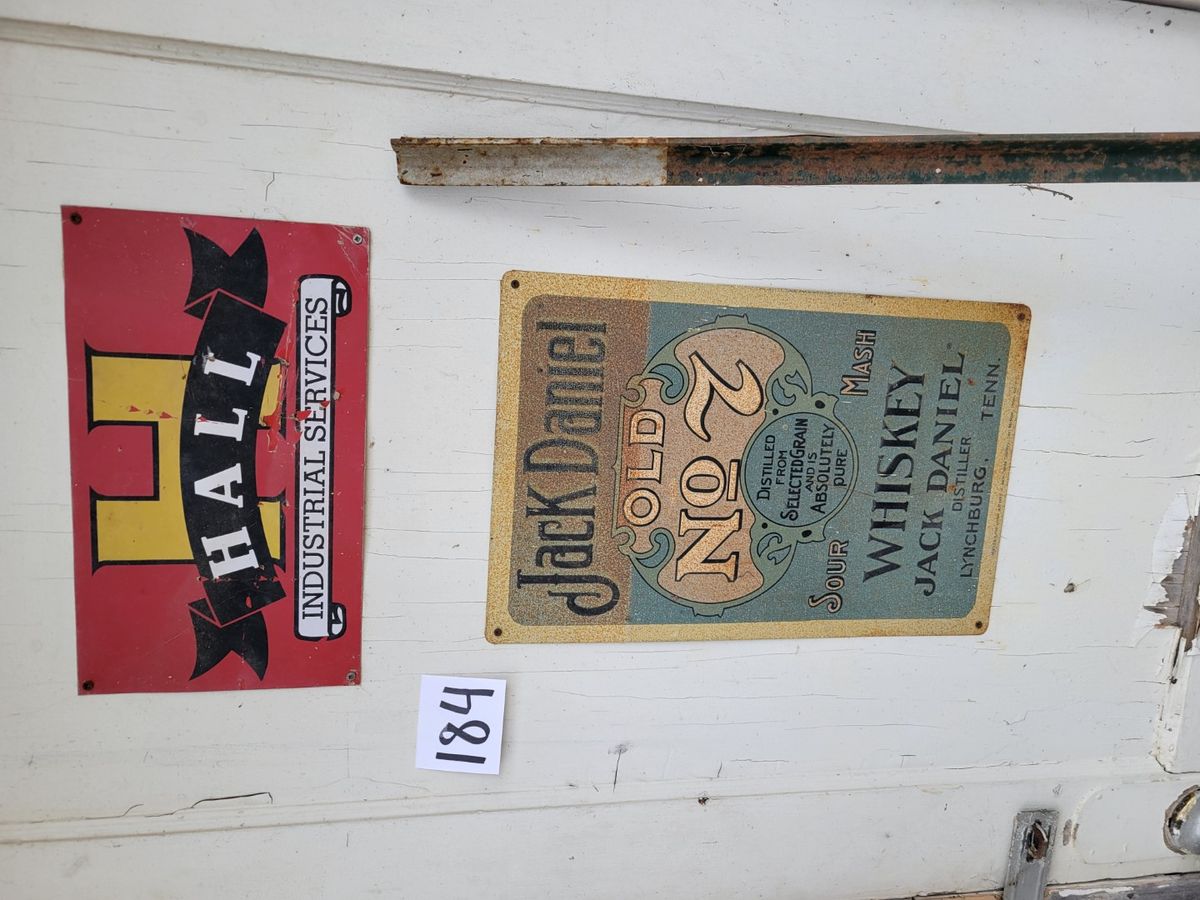 H
HALL
INDUSTRIAL SERVICES
184
Jack Daniel
OLD
No 7
DISTILLED
FROM
SELECTED GRAIN
AND IS
ABSOLUTELY
PURE
SOUR MASH
WHISKEY
JACK DANIEL
DISTILLER
LYNCHBURG, TENN.